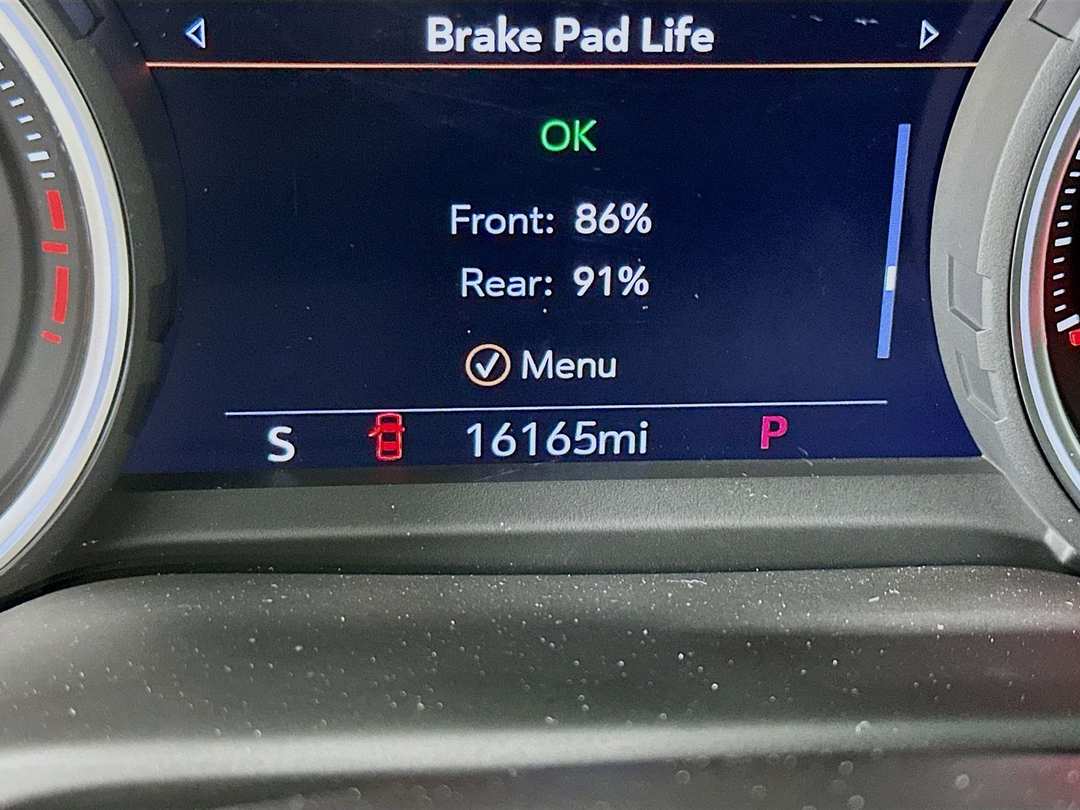 Brake Pad Life
OK
Front: 86%
Rear: 91%
Menu
S 16165mi P